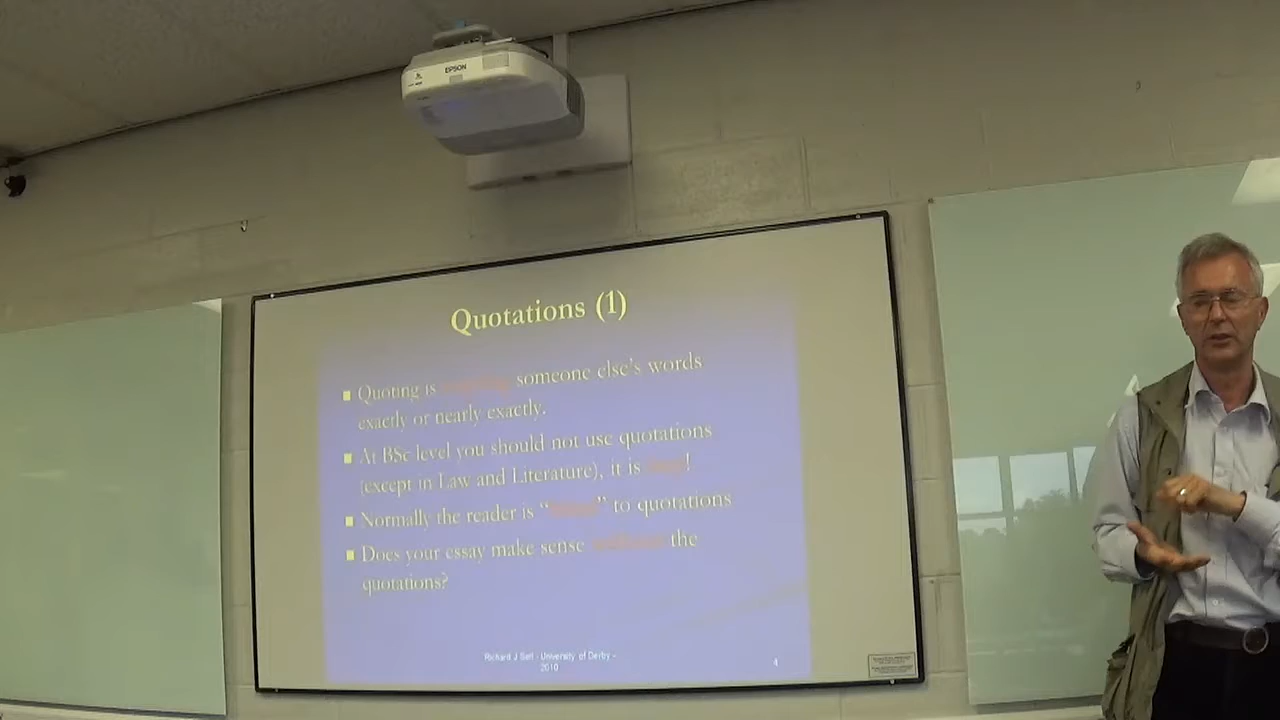 EPSON
Quotations (1)
Quoting is someone else's words
exactly or nearly exactly.
At BSc level you should not use quotations
(except in Law and Literature), it is !
Normally the reader is “ ” to quotations
Does your essay make sense the
quotations?
Richard J Self - University of Derby -
2010
4